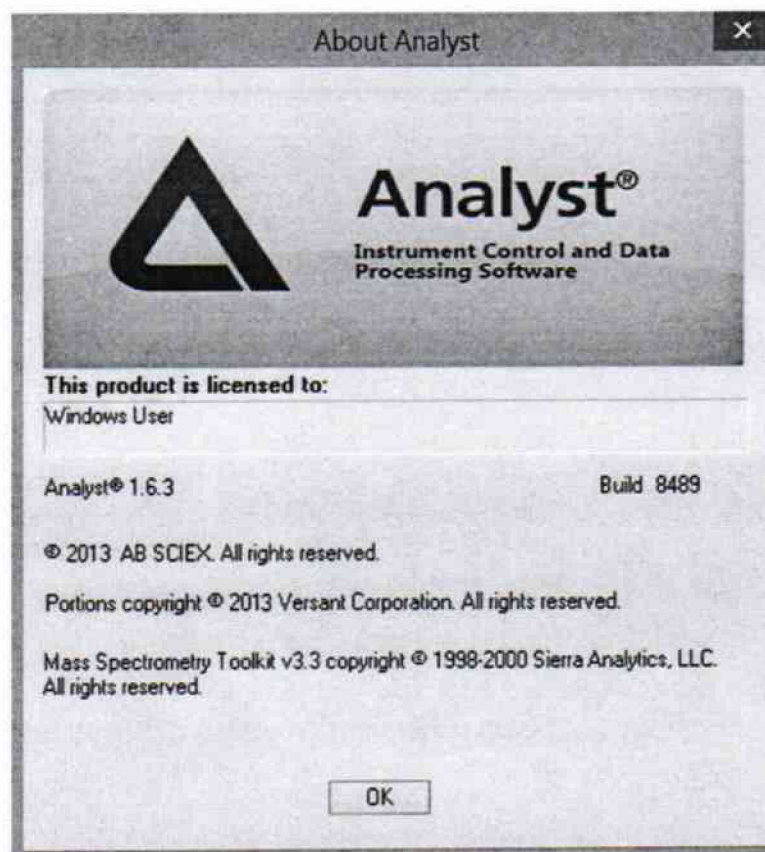 About Analyst
Analyst®
Instrument Control and Data
Processing Software
This product is licensed to:
Windows User
Analyst® 1.6.3 Build 8489
© 2013 AB SCIEX. All rights reserved.
Portions copyright © 2013 Versant Corporation. All rights reserved.
Mass Spectrometry Toolkit v3.3 copyright © 1998-2000 Sierra Analytics, LLC.
All rights reserved.
OK